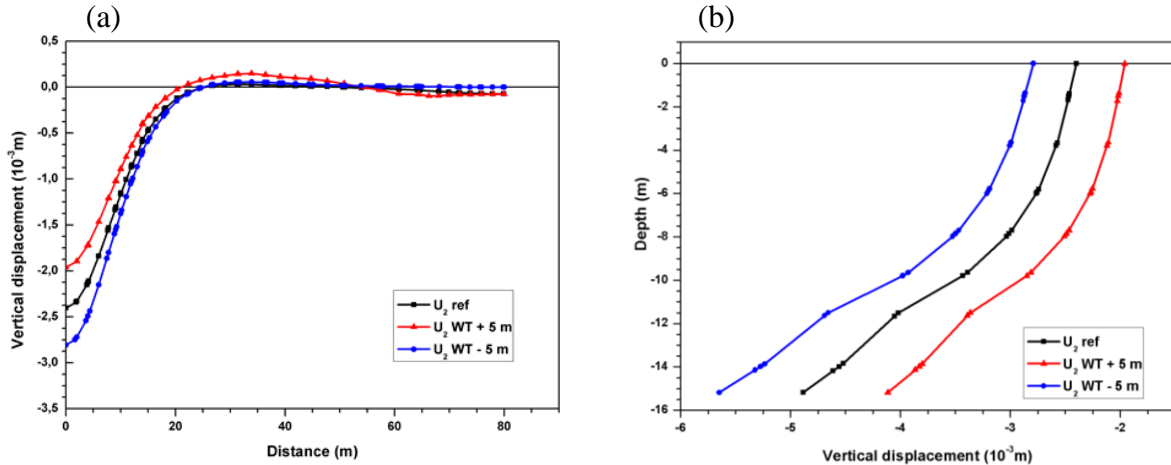 (a)
(b)
0,5
0,0
-0,5
-1,0
-1,5
-2,0
-2,5
-3,0
-3,5
0 20 40 60 80
Vertical displacement (10⁻³m)
Distance (m)
U₂ ref
U₂ WT + 5 m
U₂ WT - 5 m
0
-2
-4
-6
-8
-10
-12
-14
-16
-6 -5 -4 -3 -2
Depth (m)
Vertical displacement (10⁻³m)
U₂ ref
U₂ WT + 5 m
U₂ WT - 5 m